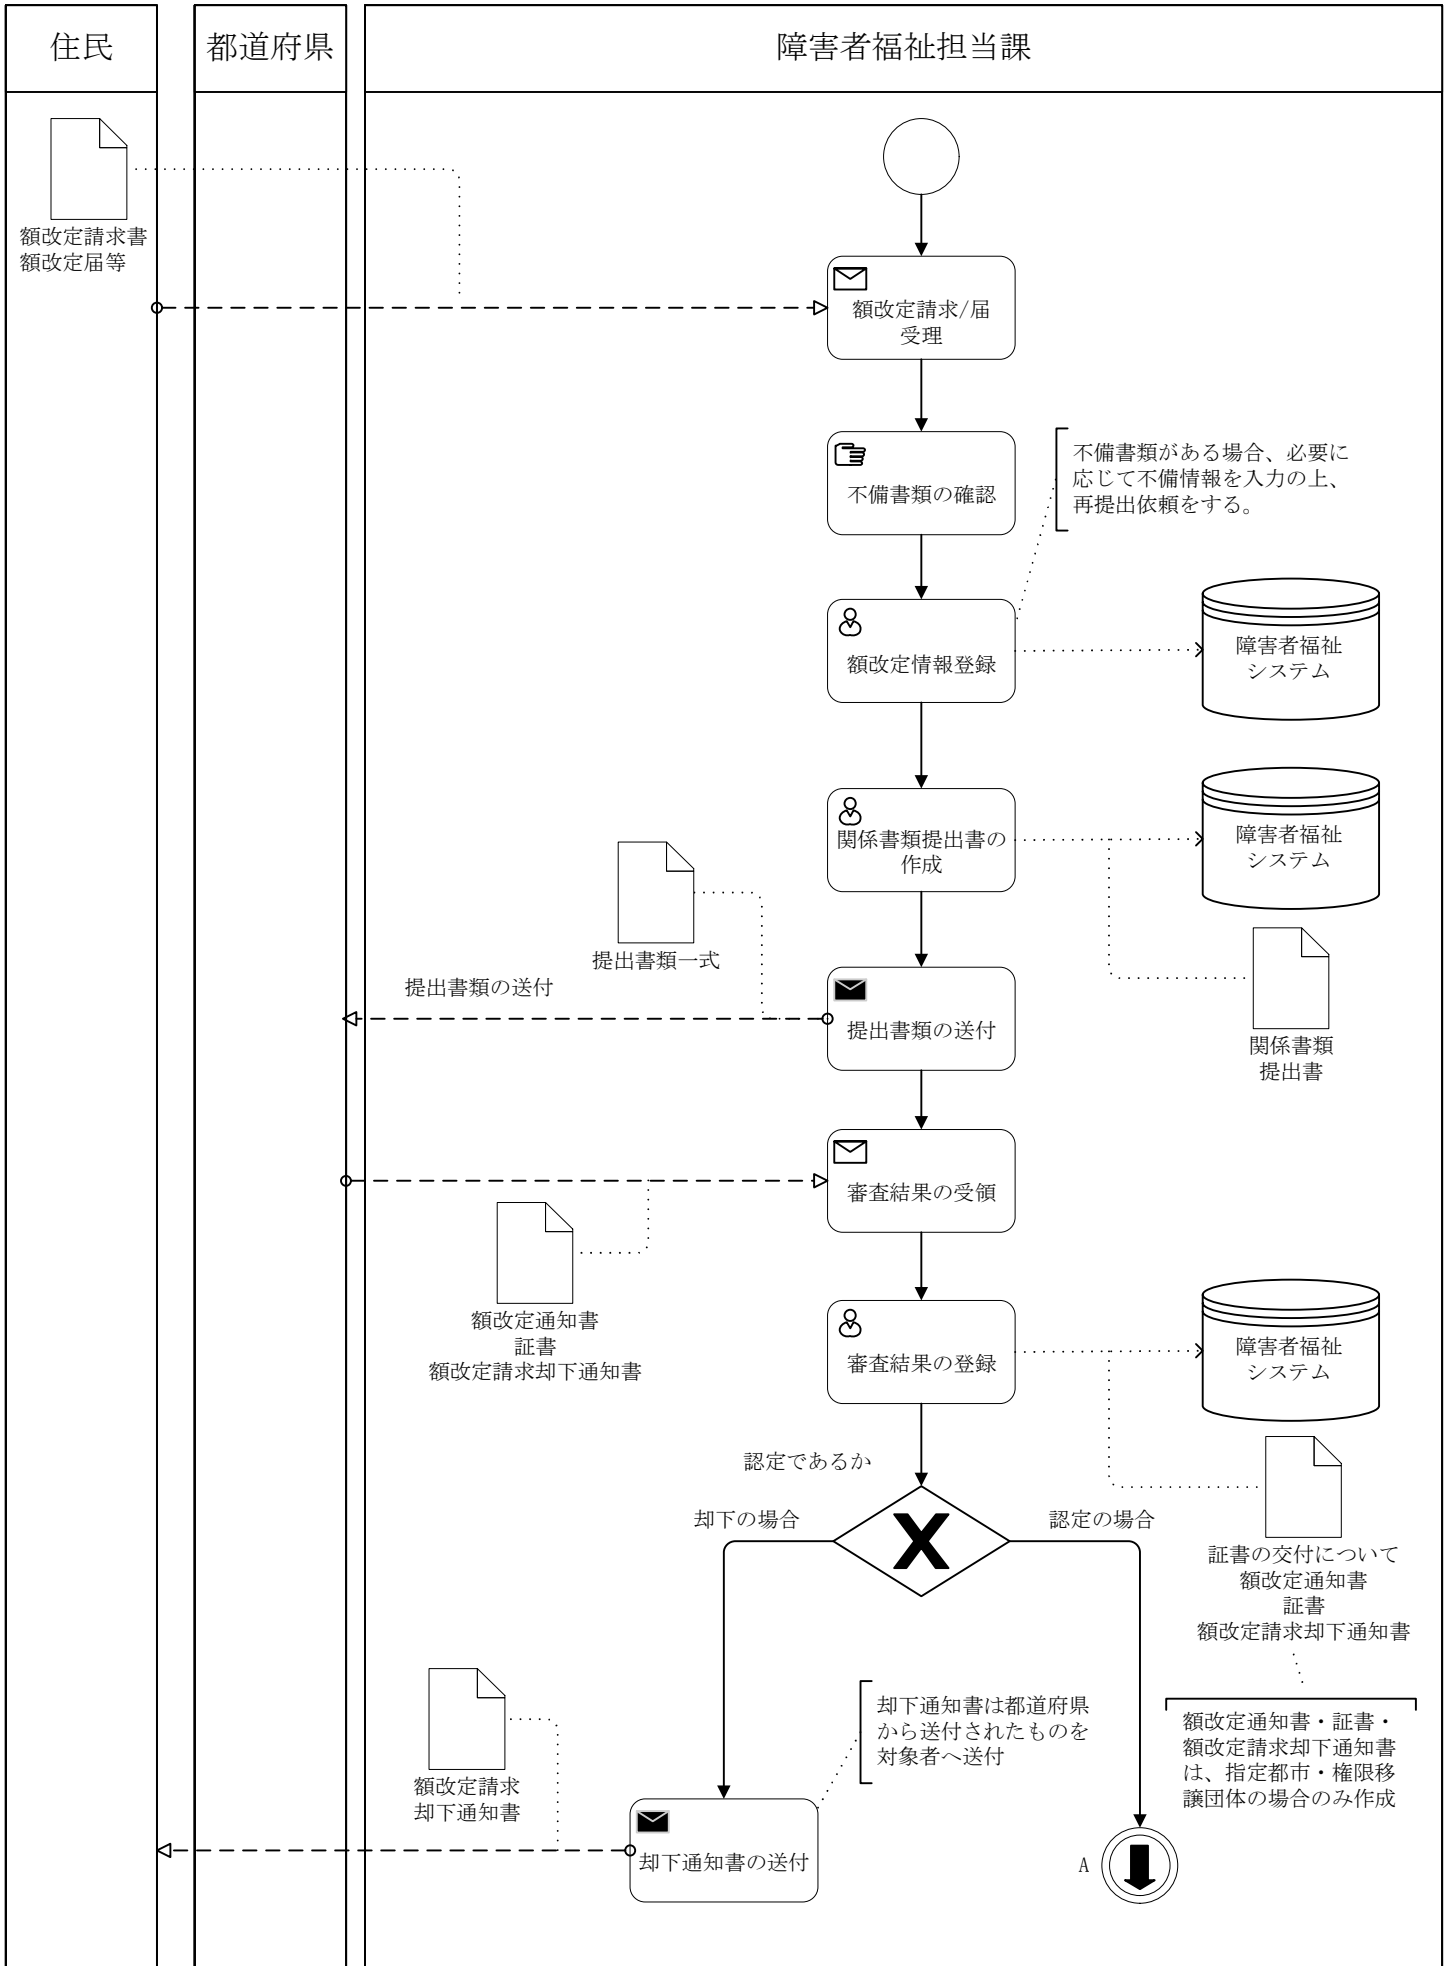 住民
都道府県
障害者福祉担当課
額改定請求書
額改定届等
額改定請求/届
受理
不備書類の確認
不備書類がある場合、必要に
応じて不備情報を入力の上、
再提出依頼をする。
額改定情報登録
障害者福祉
システム
関係書類提出書の
作成
障害者福祉
システム
提出書類一式
関係書類
提出書
提出書類の送付
提出書類の送付
審査結果の受領
額改定通知書
証書
額改定請求却下通知書
審査結果の登録
障害者福祉
システム
証書の交付について
額改定通知書
証書
額改定請求却下通知書
額改定通知書・証書・
額改定請求却下通知書
は、指定都市・権限移
譲団体の場合のみ作成
認定であるか
却下の場合
X
認定の場合
額改定請求
却下通知書
却下通知書は都道府県
から送付されたものを
対象者へ送付
却下通知書の送付
A